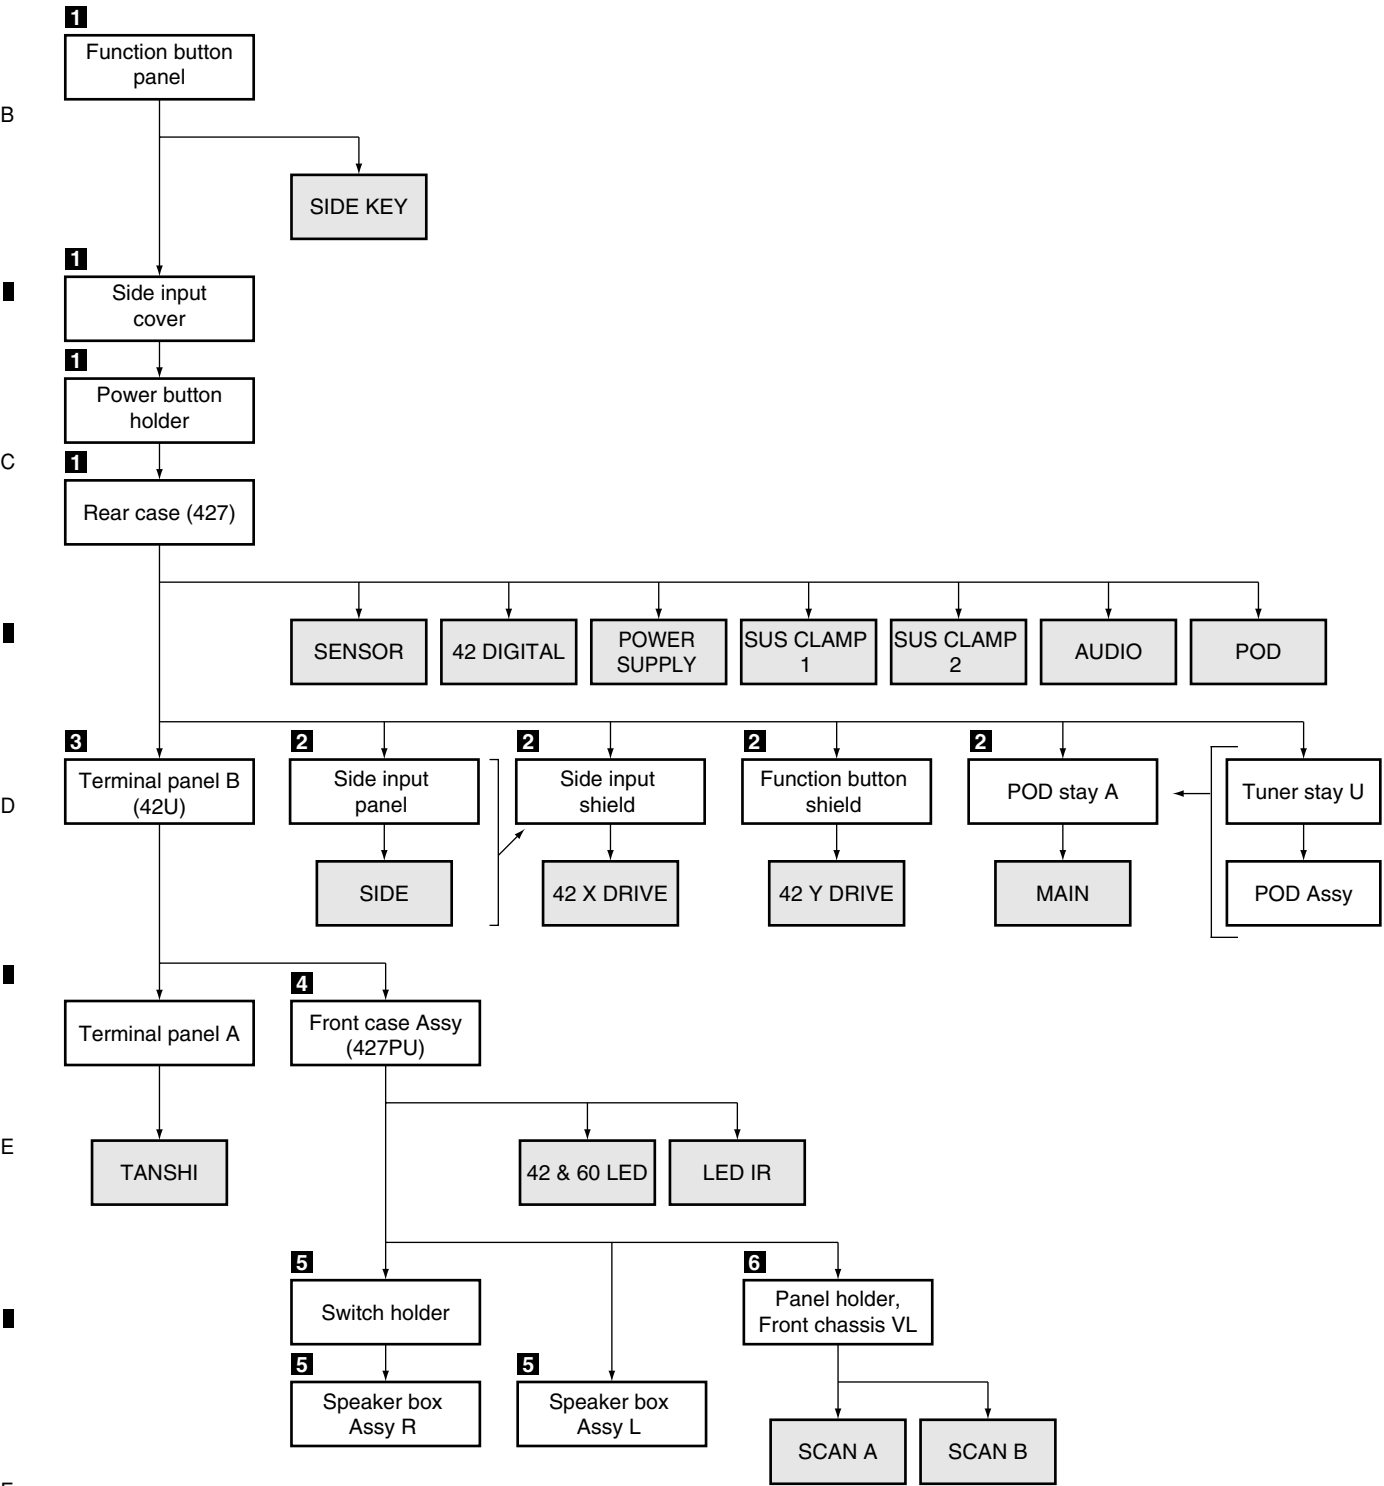 1
Function button
panel
B
SIDE KEY
1
Side input
cover
1
Power button
holder
C
1
Rear case (427)
SENSOR
42 DIGITAL
POWER
SUPPLY
SUS CLAMP
1
SUS CLAMP
2
AUDIO
POD
3
Terminal panel B
(42U)
2
Side input
panel
2
Side input
shield
2
Function button
shield
2
POD stay A
Tuner stay U
D
SIDE
42 X DRIVE
42 Y DRIVE
MAIN
POD Assy
Terminal panel A
4
Front case Assy
(427PU)
E
TANSHI
42 & 60 LED
LED IR
5
Switch holder
6
Panel holder,
Front chassis VL
5
Speaker box
Assy R
5
Speaker box
Assy L
SCAN A
SCAN B